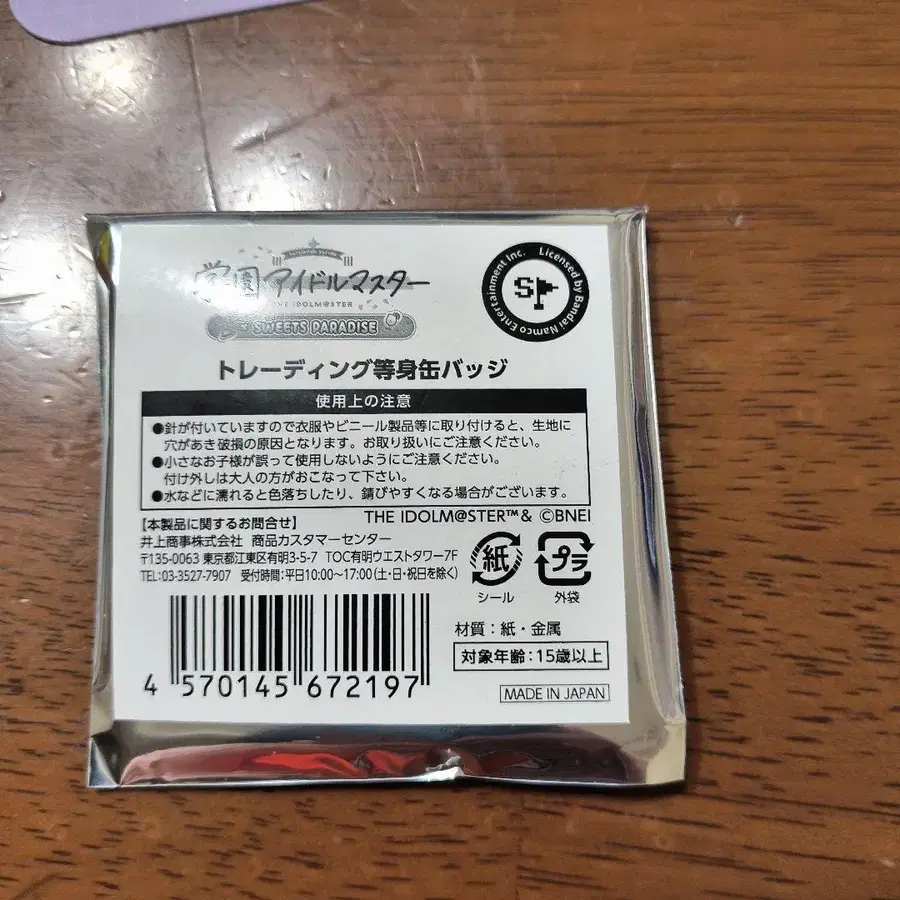 学園アイドルマスター
THE IDOLM@STER
SWEETS PARADISE
Licensed by Bandai Namco Entertainment Inc.
S
トレーディング等身缶バッジ
使用上の注意
●針が付いていますので衣服やビニール製品等に取り付けると、生地に
穴があき破損の原因となります。お取り扱いにご注意ください。
●小さなお子様が誤って使用しないようにご注意ください。
付け外しは大人の方がおこなって下さい。
●水などに濡れると色落ちしたり、錆びやすくなる場合がございます。
THE IDOLM@STER™& ©BNEI
【本製品に関するお問合せ】
井上商事株式会社 商品カスタマーセンター
〒135-0063 東京都江東区有明3-5-7 TOC有明ウエストタワー7F
TEL:03-3527-7907 受付時間:平日10:00〜17:00(土・日・祝日を除く)
紙
シール
プラ
外袋
材質：紙・金属
対象年齢：15歳以上
MADE IN JAPAN
4 570145 672197